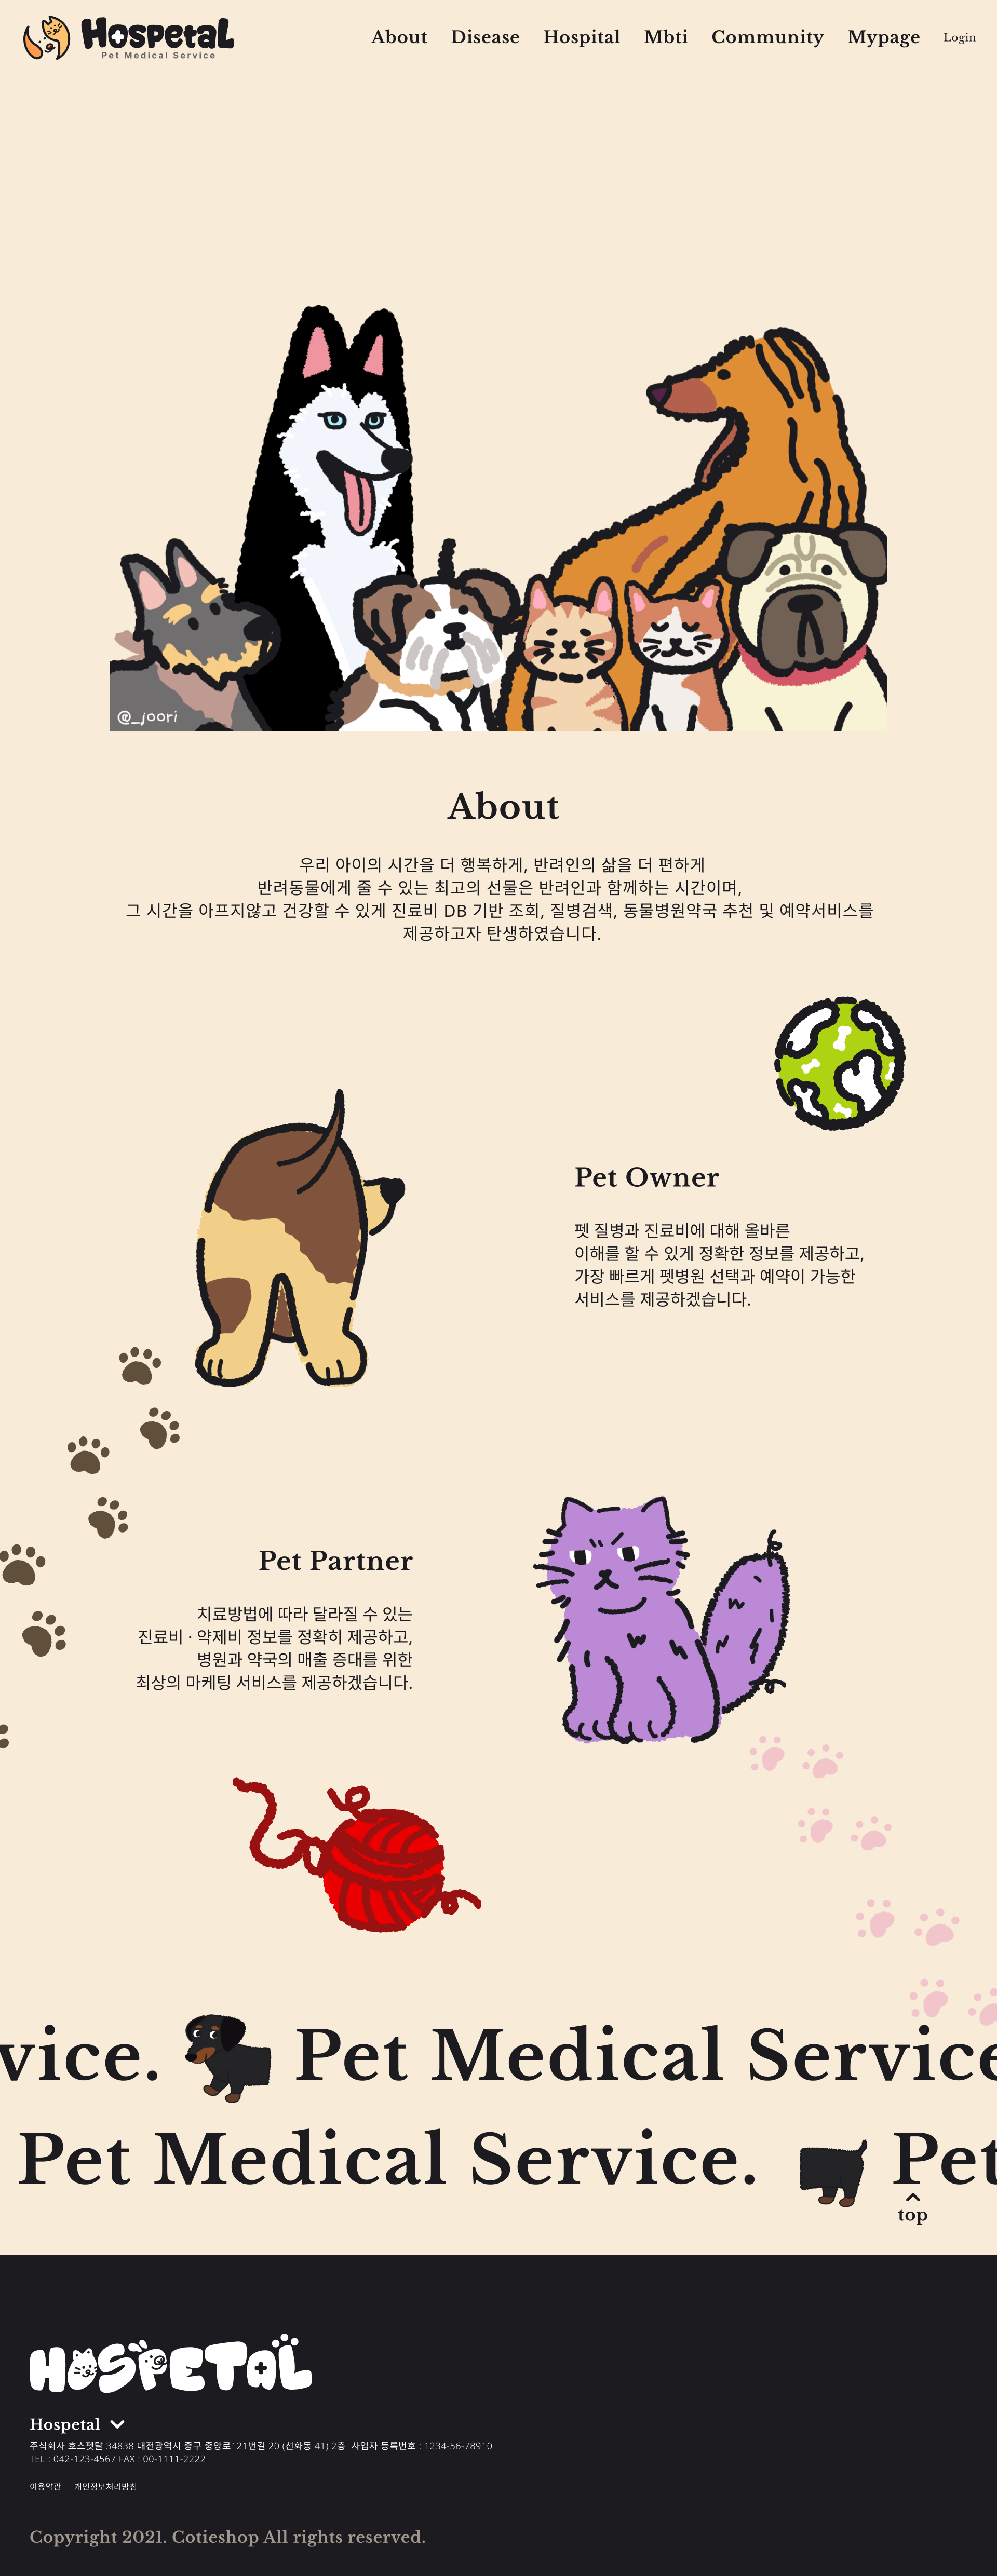 Hospetal
Pet Medical Service
About Disease Hospital Mbti Community Mypage Login
@_joori
About
우리 아이의 시간을 더 행복하게, 반려인의 삶을 더 편하게
반려동물에게 줄 수 있는 최고의 선물은 반려인과 함께하는 시간이며,
그 시간을 아프지않고 건강할 수 있게 진료비 DB 기반 조회, 질병검색, 동물병원약국 추천 및 예약서비스를
제공하고자 탄생하였습니다.
Pet Owner
펫 질병과 진료비에 대해 올바른
이해를 할 수 있게 정확한 정보를 제공하고,
가장 빠르게 펫병원 선택과 예약이 가능한
서비스를 제공하겠습니다.
Pet Partner
치료방법에 따라 달라질 수 있는
진료비 · 약제비 정보를 정확히 제공하고,
병원과 약국의 매출 증대를 위한
최상의 마케팅 서비스를 제공하겠습니다.
vice. Pet Medical Service
Pet Medical Service. Pet
top
HOSPETAL
Hospetal
주식회사 호스펫탈 34838 대전광역시 중구 중앙로121번길 20 (선화동 41) 2층 사업자 등록번호 : 1234-56-78910
TEL : 042-123-4567 FAX : 00-1111-2222
이용약관 개인정보처리방침
Copyright 2021. Cotieshop All rights reserved.